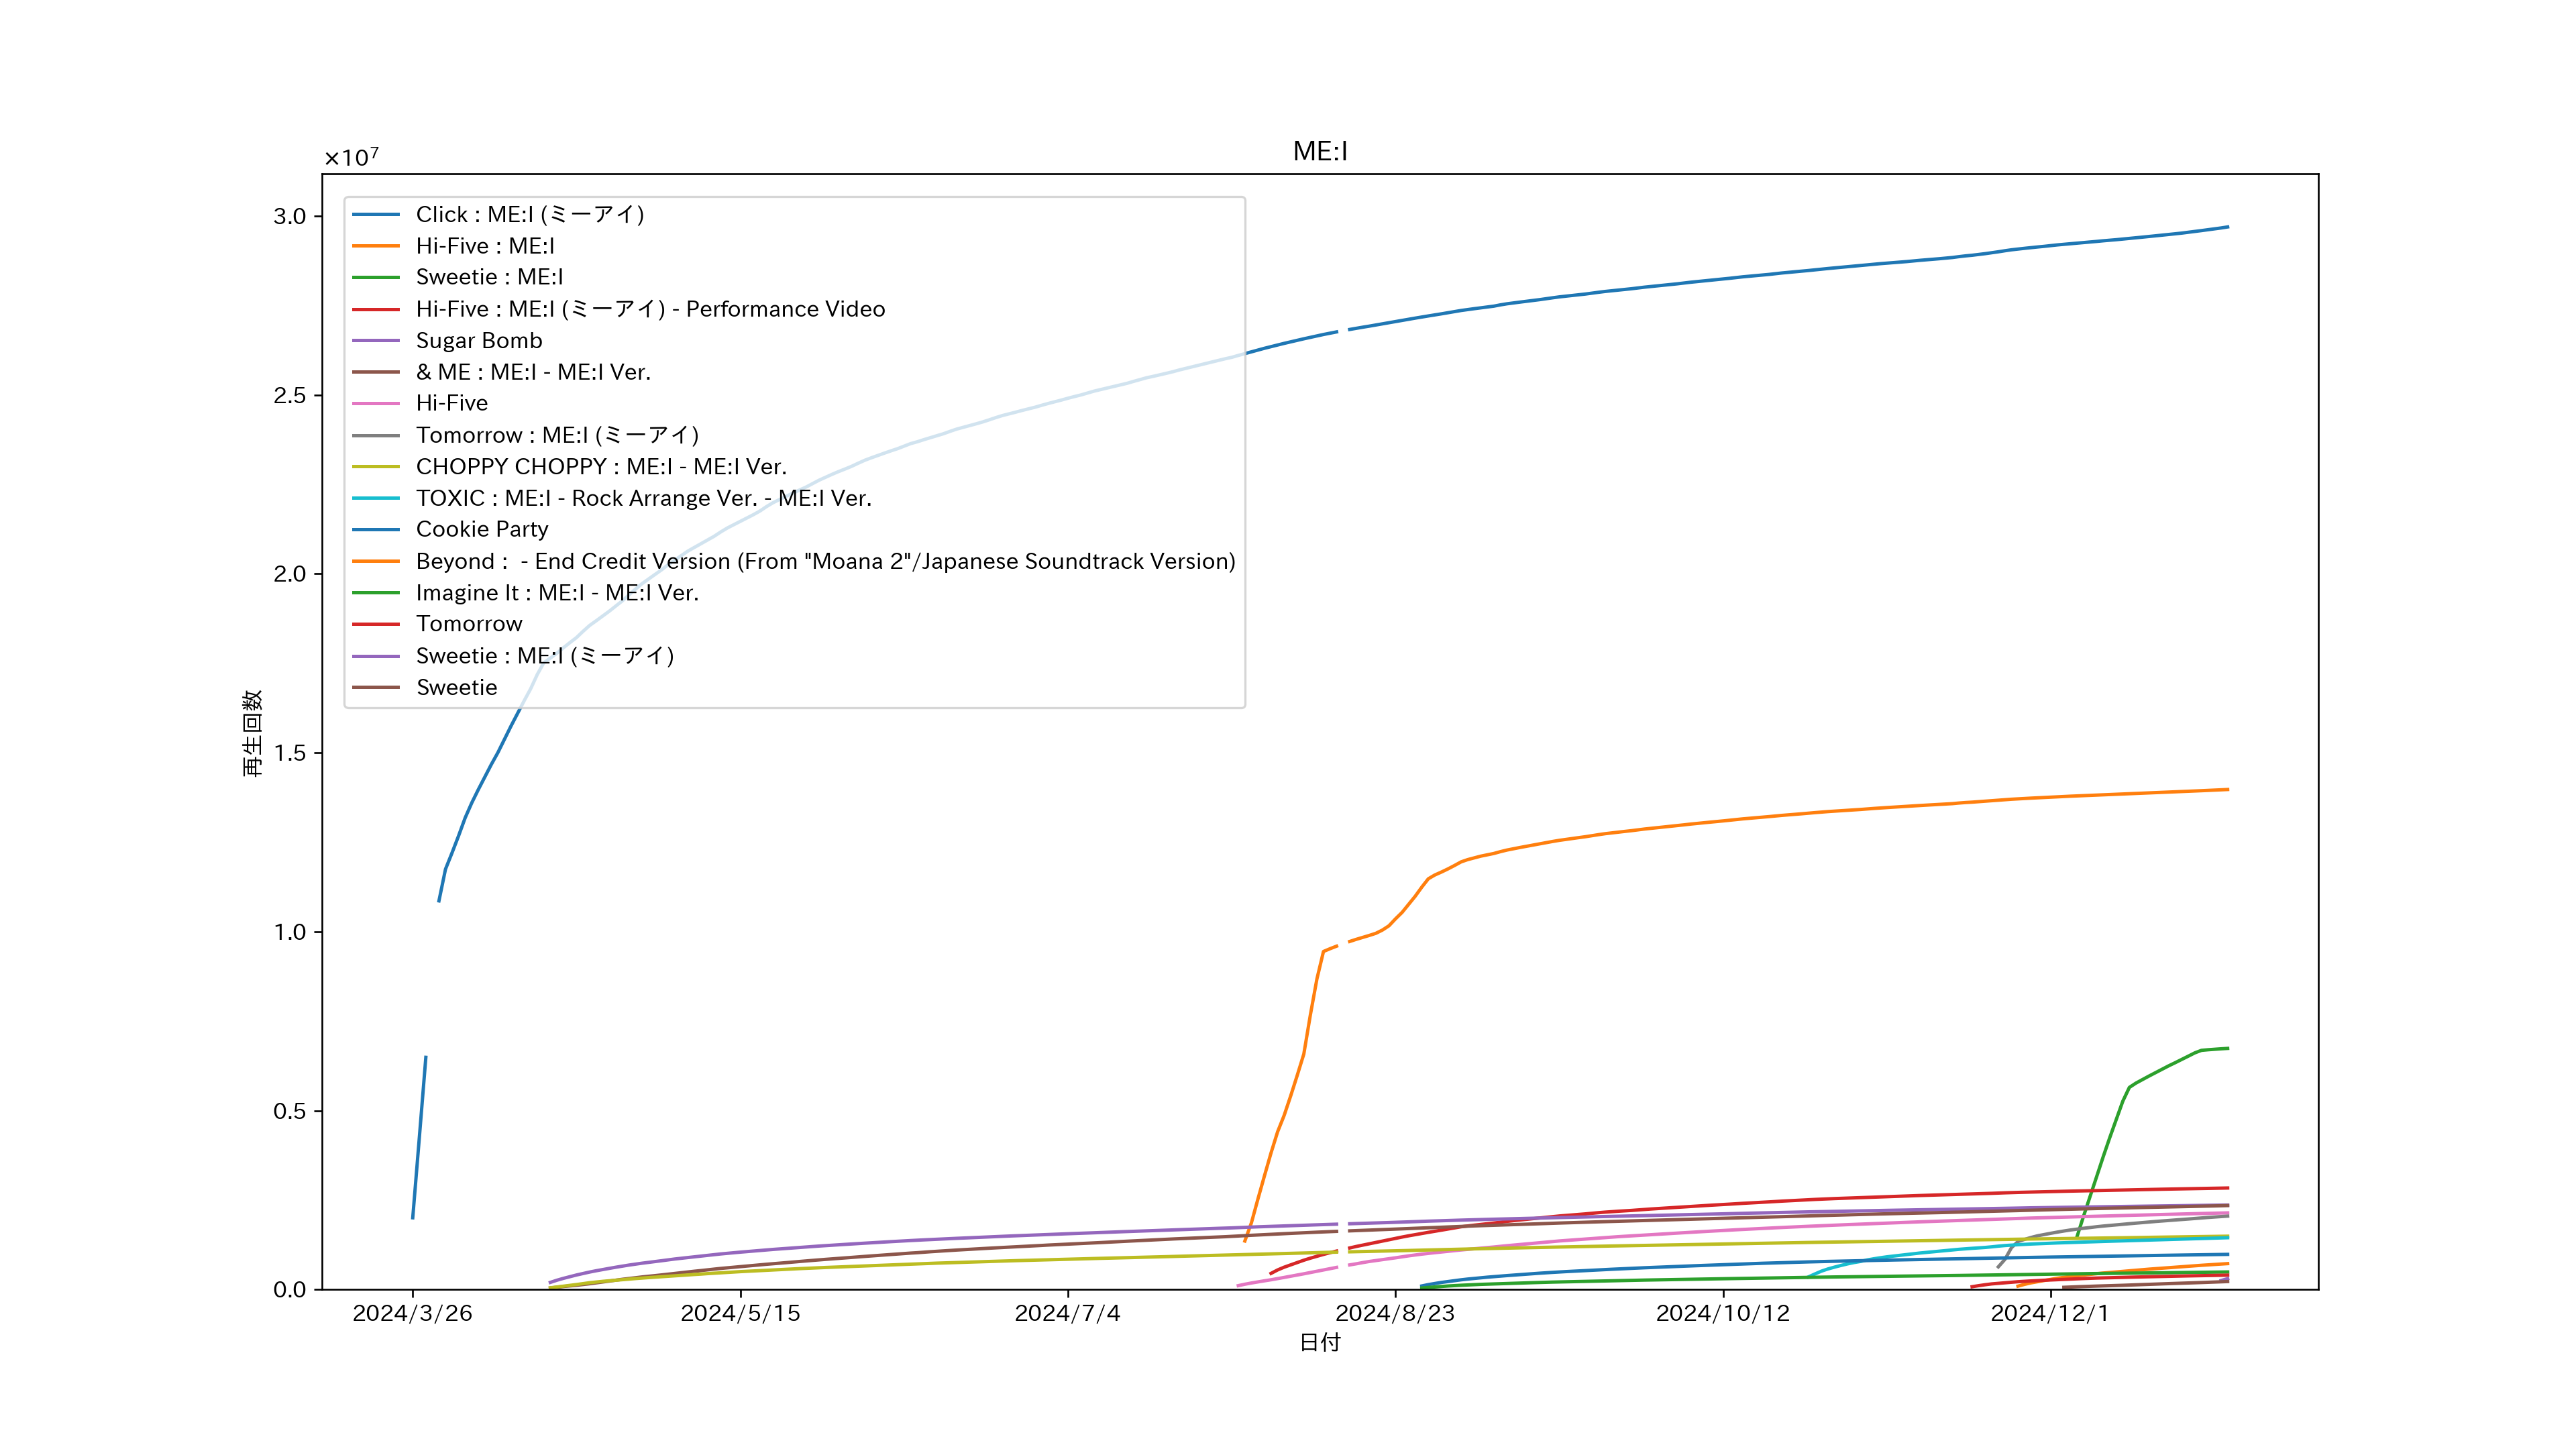 ME:I
×10⁷
3.0
2.5
2.0
1.5
1.0
0.5
0.0
再生回数
Click : ME:I (ミーアイ)
Hi-Five : ME:I
Sweetie : ME:I
Hi-Five : ME:I (ミーアイ) - Performance Video
Sugar Bomb
& ME : ME:I - ME:I Ver.
Hi-Five
Tomorrow : ME:I (ミーアイ)
CHOPPY CHOPPY : ME:I - ME:I Ver.
TOXIC : ME:I - Rock Arrange Ver. - ME:I Ver.
Cookie Party
Beyond :  - End Credit Version (From "Moana 2"/Japanese Soundtrack Version)
Imagine It : ME:I - ME:I Ver.
Tomorrow
Sweetie : ME:I (ミーアイ)
Sweetie
2024/3/26 2024/5/15 2024/7/4 2024/8/23 2024/10/12 2024/12/1
日付